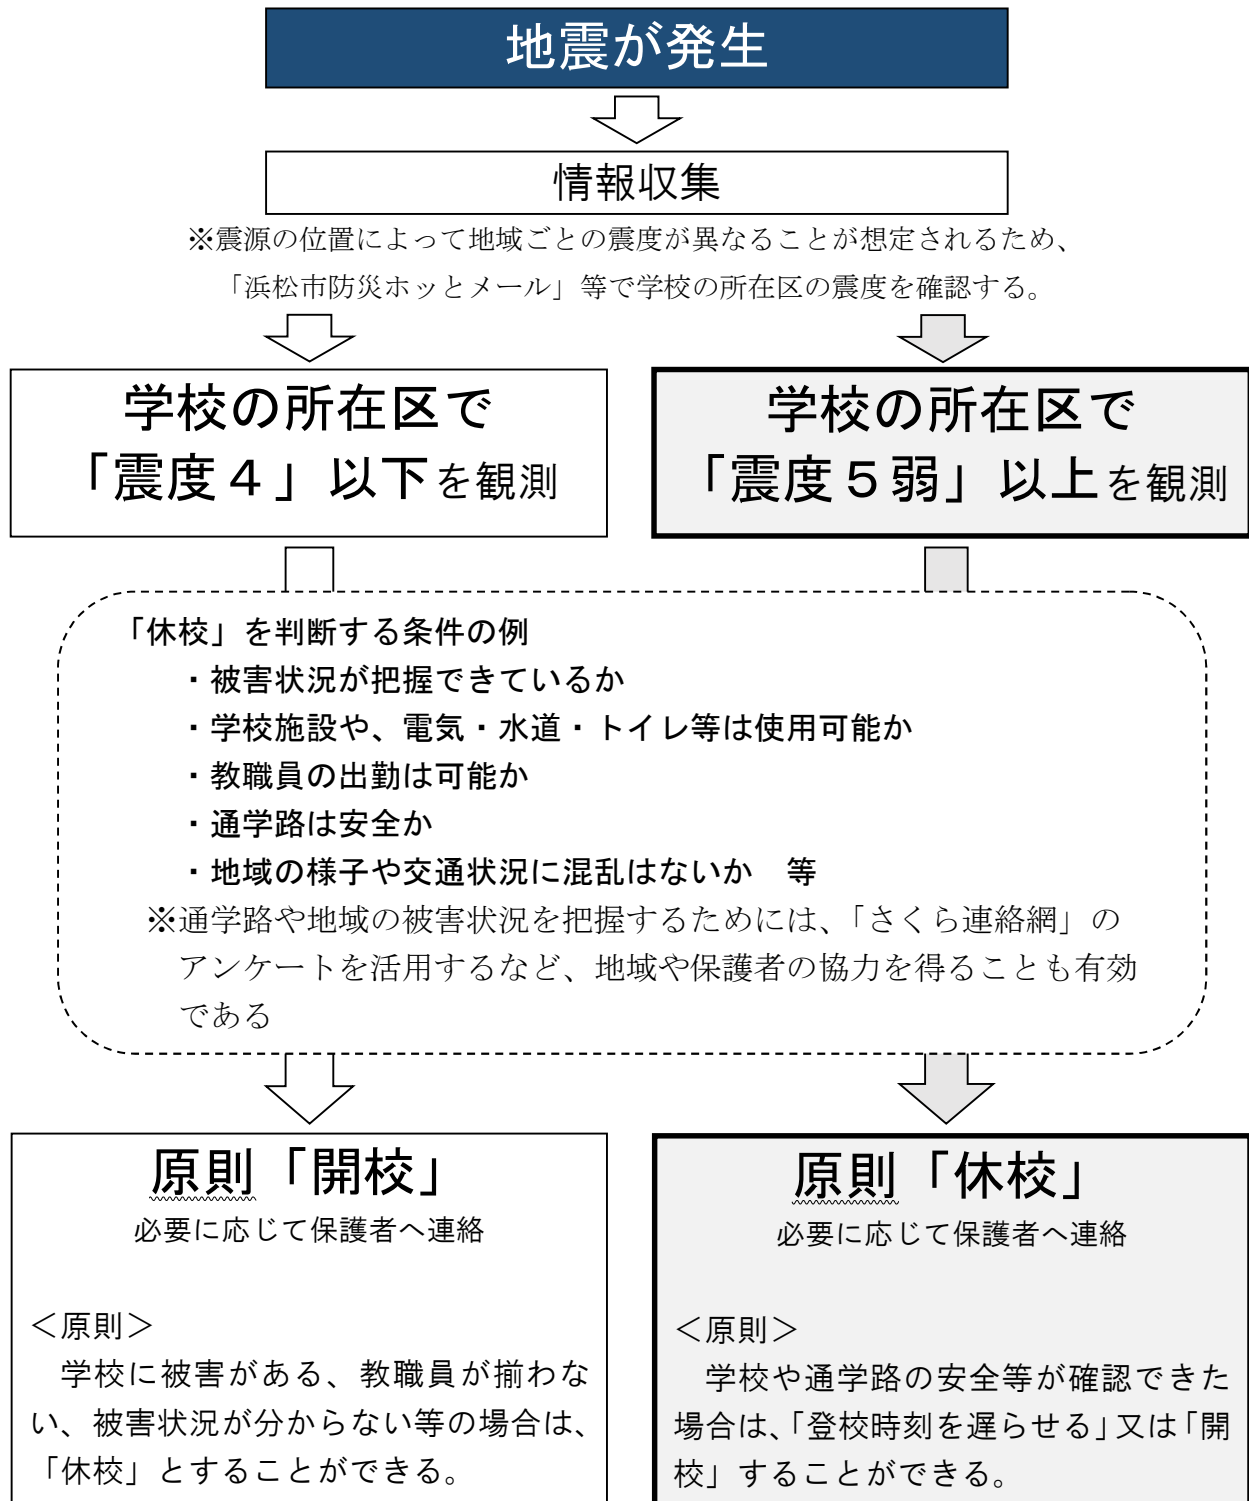 地震が発生
情報収集
※震源の位置によって地域ごとの震度が異なることが想定されるため、
「浜松市防災ホッとメール」等で学校の所在区の震度を確認する。
学校の所在区で
「震度４」以下を観測
学校の所在区で
「震度５弱」以上を観測
「休校」を判断する条件の例
・被害状況が把握できているか
・学校施設や、電気・水道・トイレ等は使用可能か
・教職員の出勤は可能か
・通学路は安全か
・地域の様子や交通状況に混乱はないか　等
※通学路や地域の被害状況を把握するためには、「さくら連絡網」の
アンケートを活用するなど、地域や保護者の協力を得ることも有効
である
原則「開校」
必要に応じて保護者へ連絡
＜原則＞
学校に被害がある、教職員が揃わな
い、被害状況が分からない等の場合は、
「休校」とすることができる。
原則「休校」
必要に応じて保護者へ連絡
＜原則＞
学校や通学路の安全等が確認できた
場合は、「登校時刻を遅らせる」又は「開
校」することができる。